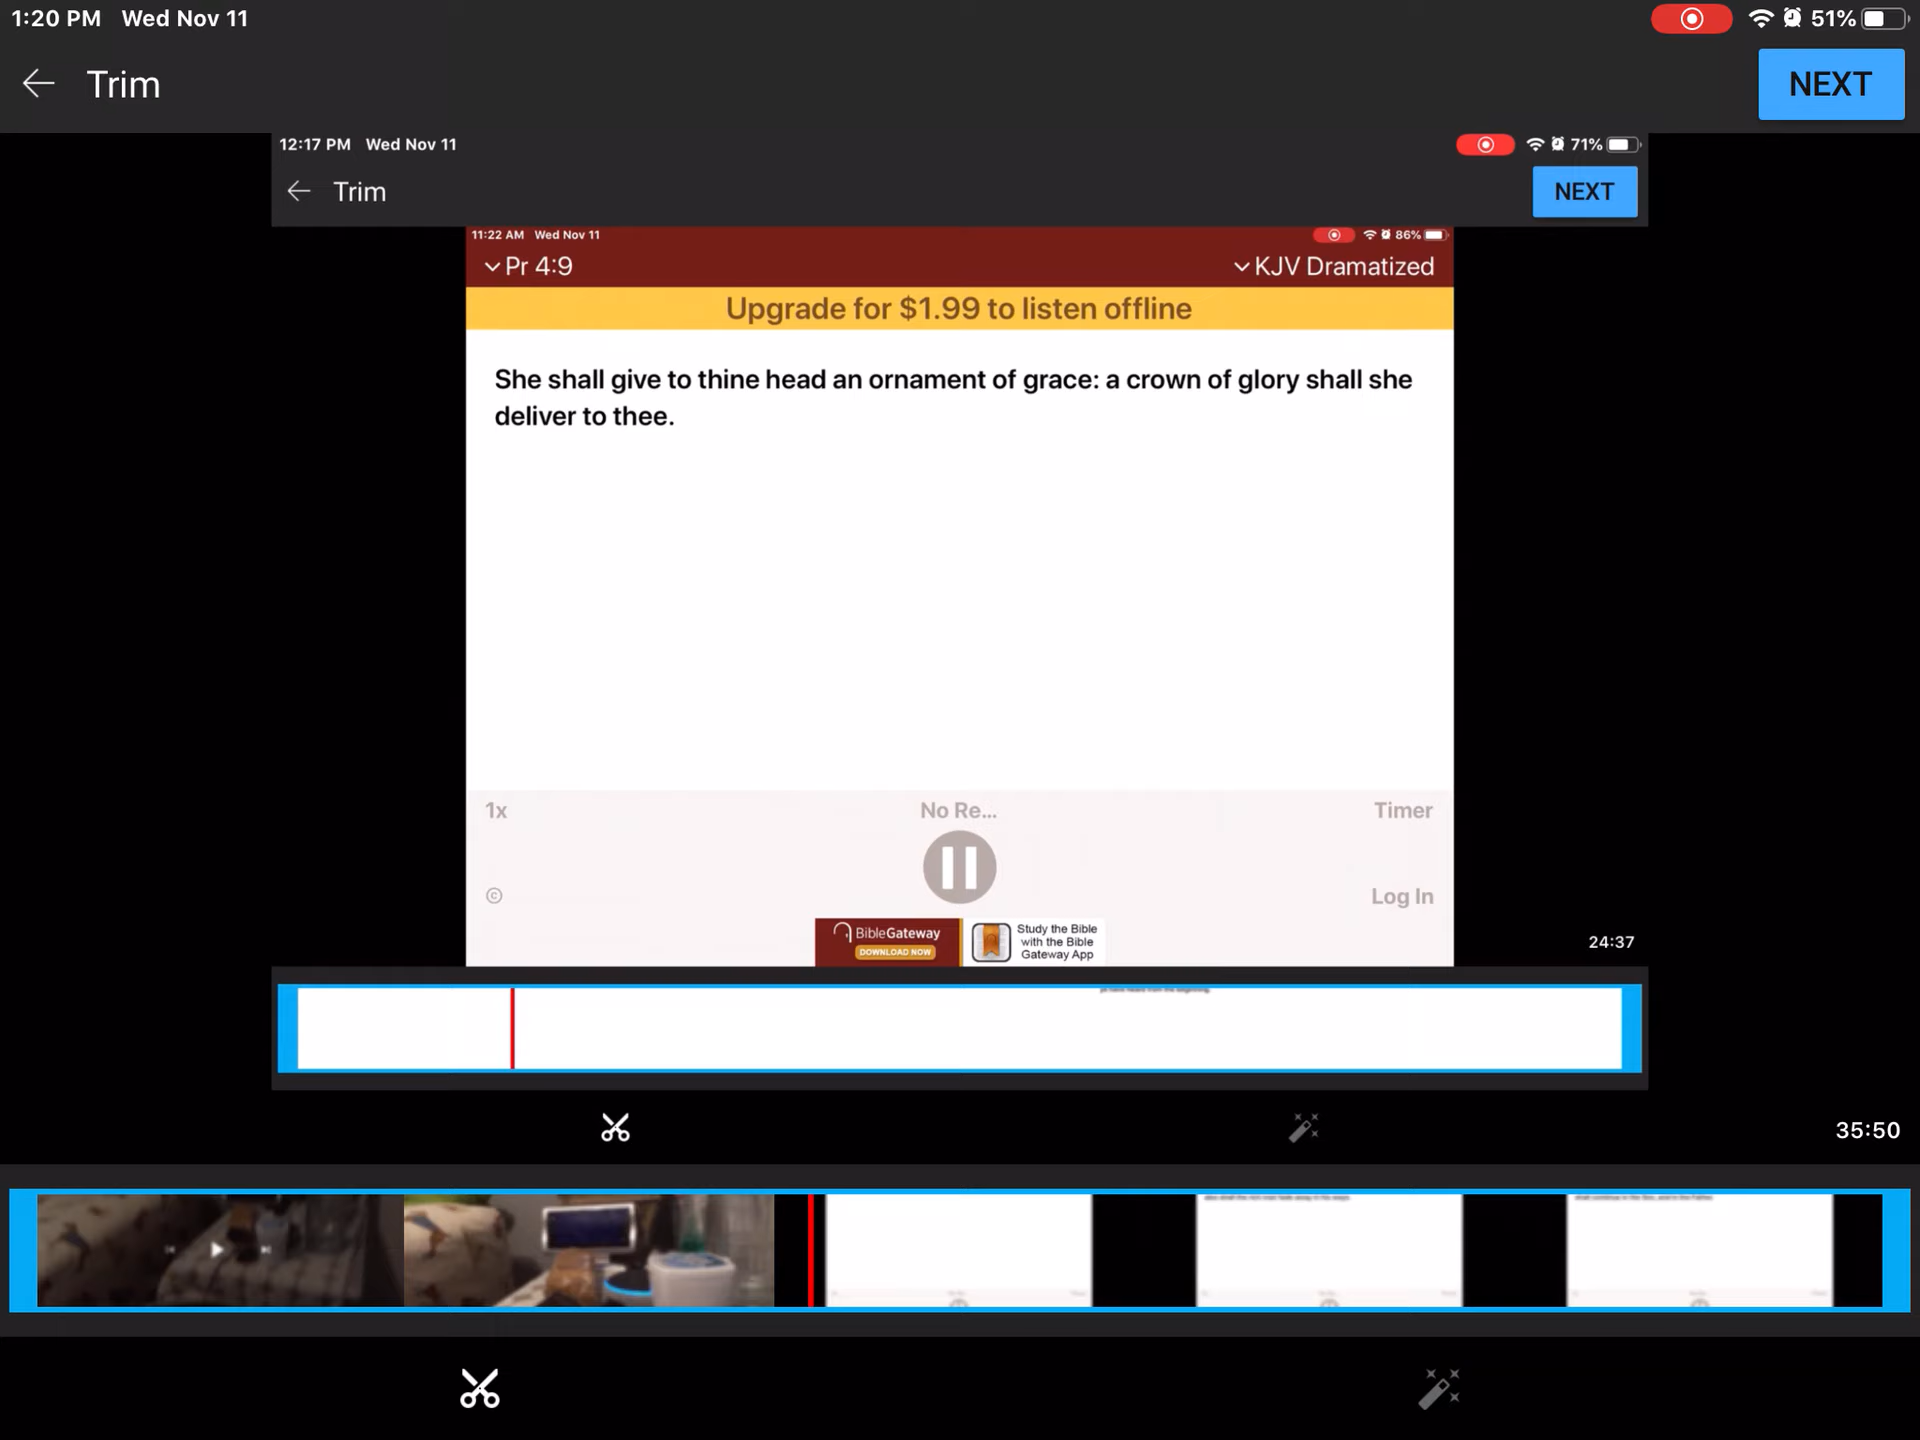 1:20 PM Wed Nov 11 51%
Trim NEXT
12:17 PM Wed Nov 11 71%
Trim NEXT
11:22 AM Wed Nov 11 86%
Pr 4:9 KJV Dramatized
Upgrade for $1.99 to listen offline
She shall give to thine head an ornament of grace: a crown of glory shall she
deliver to thee.
1x No Re... Timer
© Log In
BibleGateway
DOWNLOAD NOW
Study the Bible
with the Bible
Gateway App
24:37
35:50